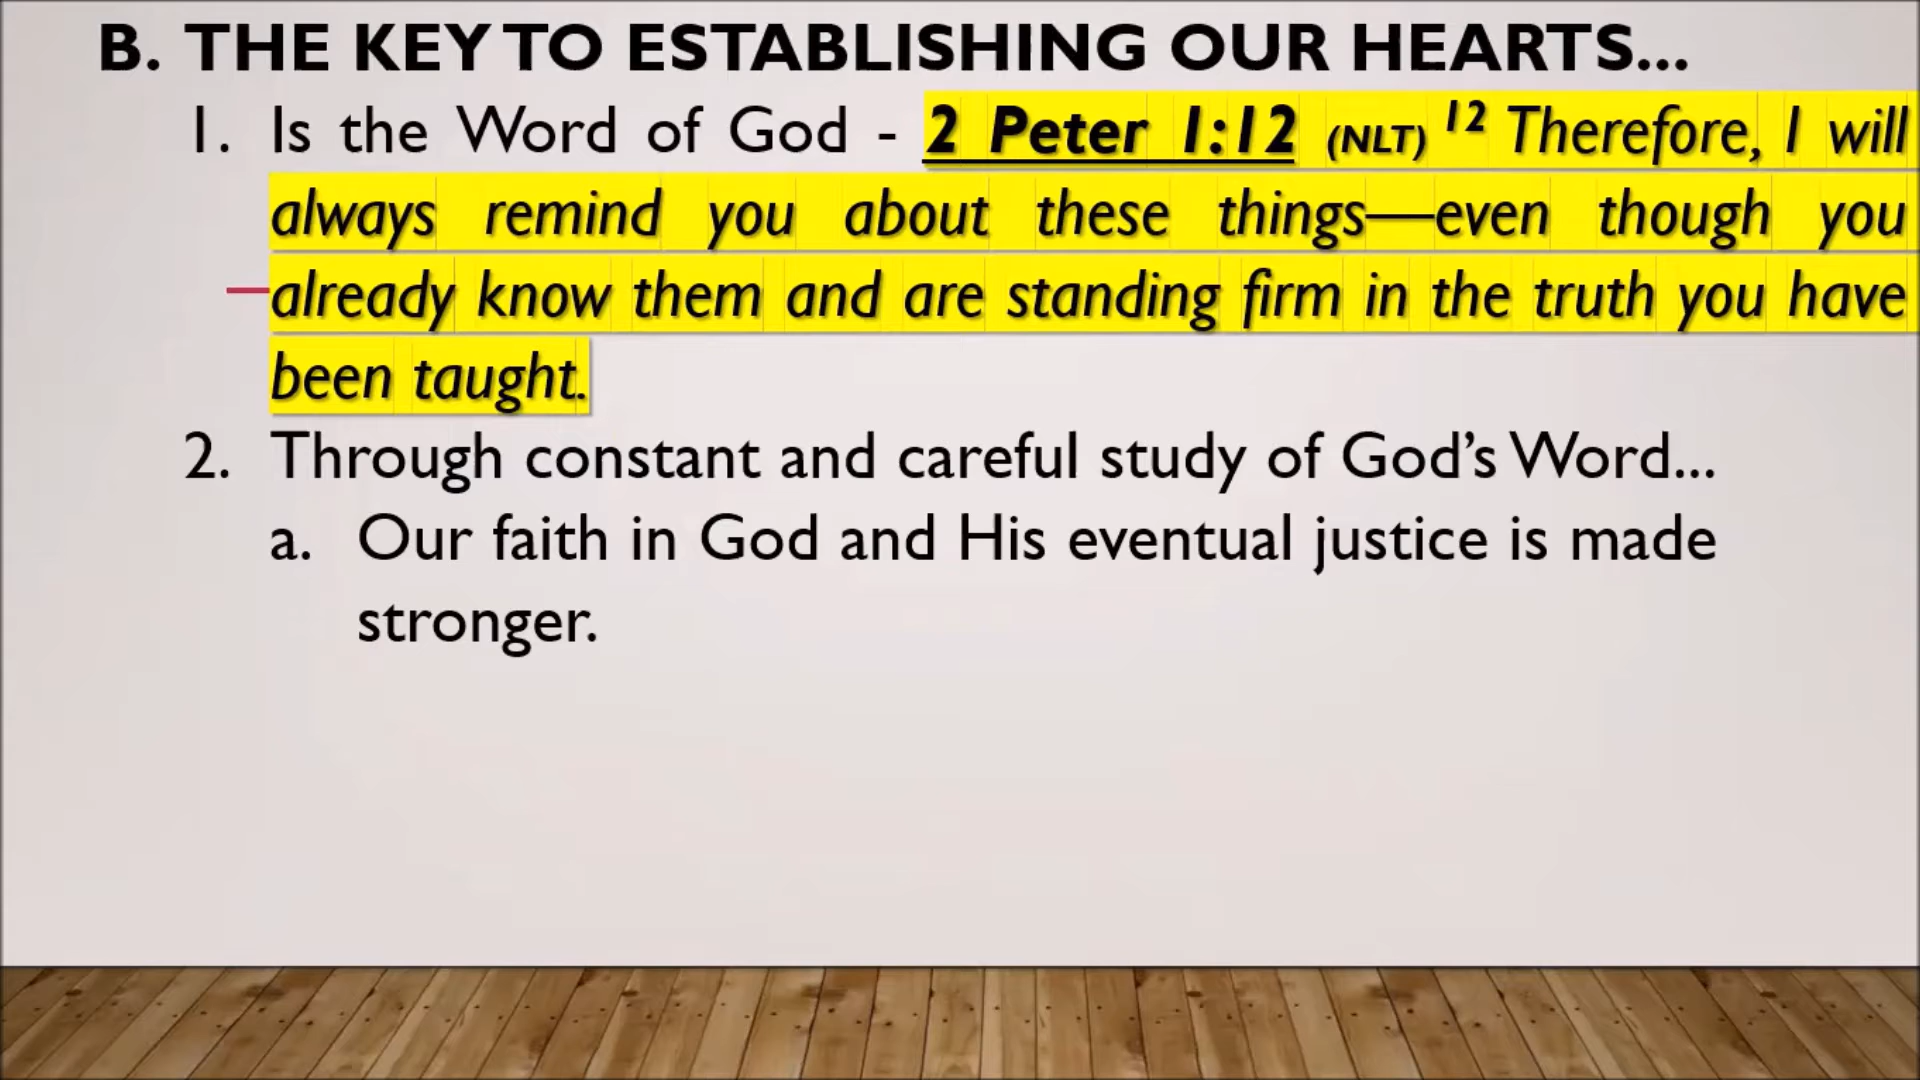 B. THE KEY TO ESTABLISHING OUR HEARTS...
1. Is the Word of God - 2 Peter 1:12 (NLT) 12 Therefore, I will
always remind you about these things—even though you
already know them and are standing firm in the truth you have
been taught.
2. Through constant and careful study of God’s Word...
a. Our faith in God and His eventual justice is made
stronger.